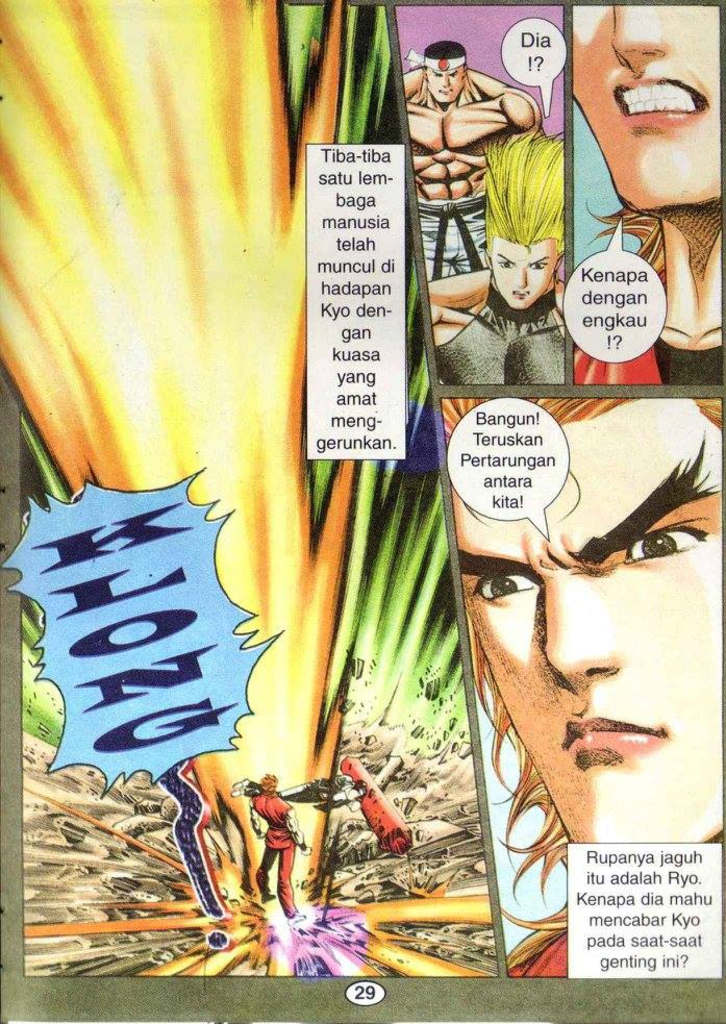 Tiba-tiba
satu lem-
baga
manusia
telah
muncul di
hadapan
Kyo den-
gan
kuasa
yang
amat
meng-
gerunkan.
KJONG
!
Dia
!?
Kenapa
dengan
engkau
!?
Bangun!
Teruskan
Pertarungan
antara
kita!
Rupanya jaguh
itu adalah Ryo.
Kenapa dia mahu
mencabar Kyo
pada saat-saat
genting ini?
29